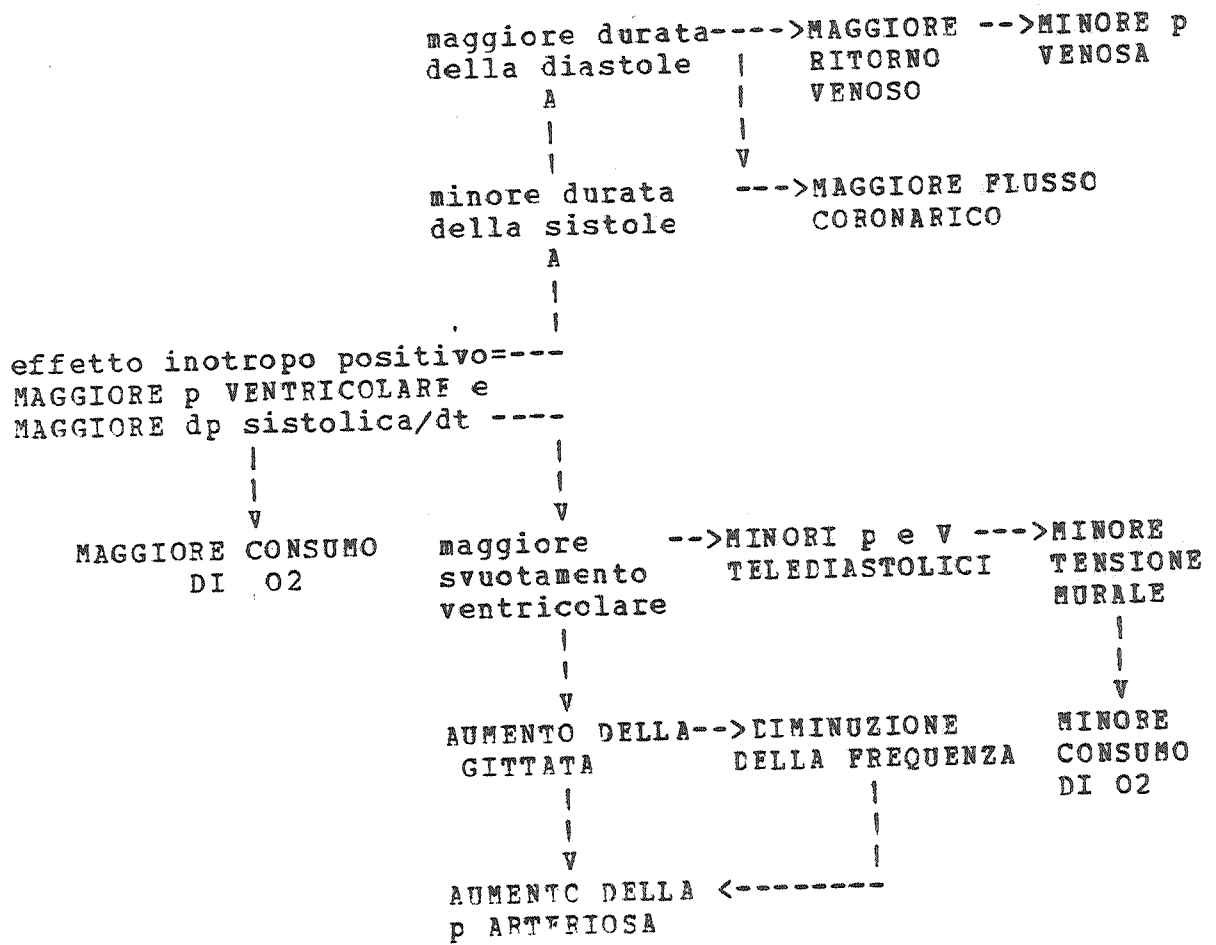 maggiore durata---->MAGGIORE -->MINORE p
della diastole | RITORNO VENOSA
A | VENOSO
| |
| V
minore durata --->MAGGIORE FLUSSO
della sistole CORONARICO
A
|
|
effetto inotropo positivo=---
MAGGIORE p VENTRICOLARE e
MAGGIORE dp sistolica/dt ----
| |
| |
V V
MAGGIORE CONSUMO maggiore -->MINORI p e V --->MINORE
DI O2 svuotamento TELEDIASTOLICI TENSIONE
ventricolare MURALE
| |
| |
V V
AUMENTO DELLA-->DIMINUZIONE MINORE
GITTATA DELLA FREQUENZA CONSUMO
| | DI O2
| |
V |
AUMENTO DELLA <--------
p ARTERIOSA